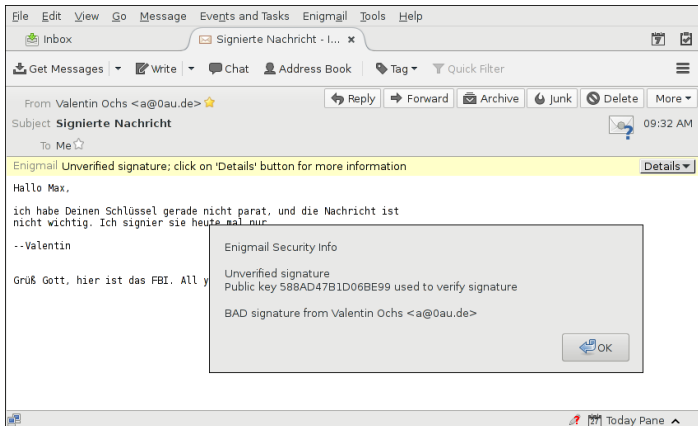 File Edit View Go Message Events and Tasks Enigmail Tools Help
Inbox Signierte Nachricht - I... ×
Get Messages Write Chat Address Book Tag Quick Filter
From Valentin Ochs <a@0au.de> Reply Forward Archive Junk Delete More
Subject Signierte Nachricht 09:32 AM
To Me
Enigmail Unverified signature; click on 'Details' button for more information Details
Hallo Max,
ich habe Deinen Schlüssel gerade nicht parat, und die Nachricht ist
nicht wichtig. Ich signier sie heute mal nur
--Valentin
Grüß Gott, hier ist das FBI. All y
Enigmail Security Info
Unverified signature
Public key 588AD47B1D06BE99 used to verify signature
BAD signature from Valentin Ochs <a@0au.de>
OK
27 Today Pane